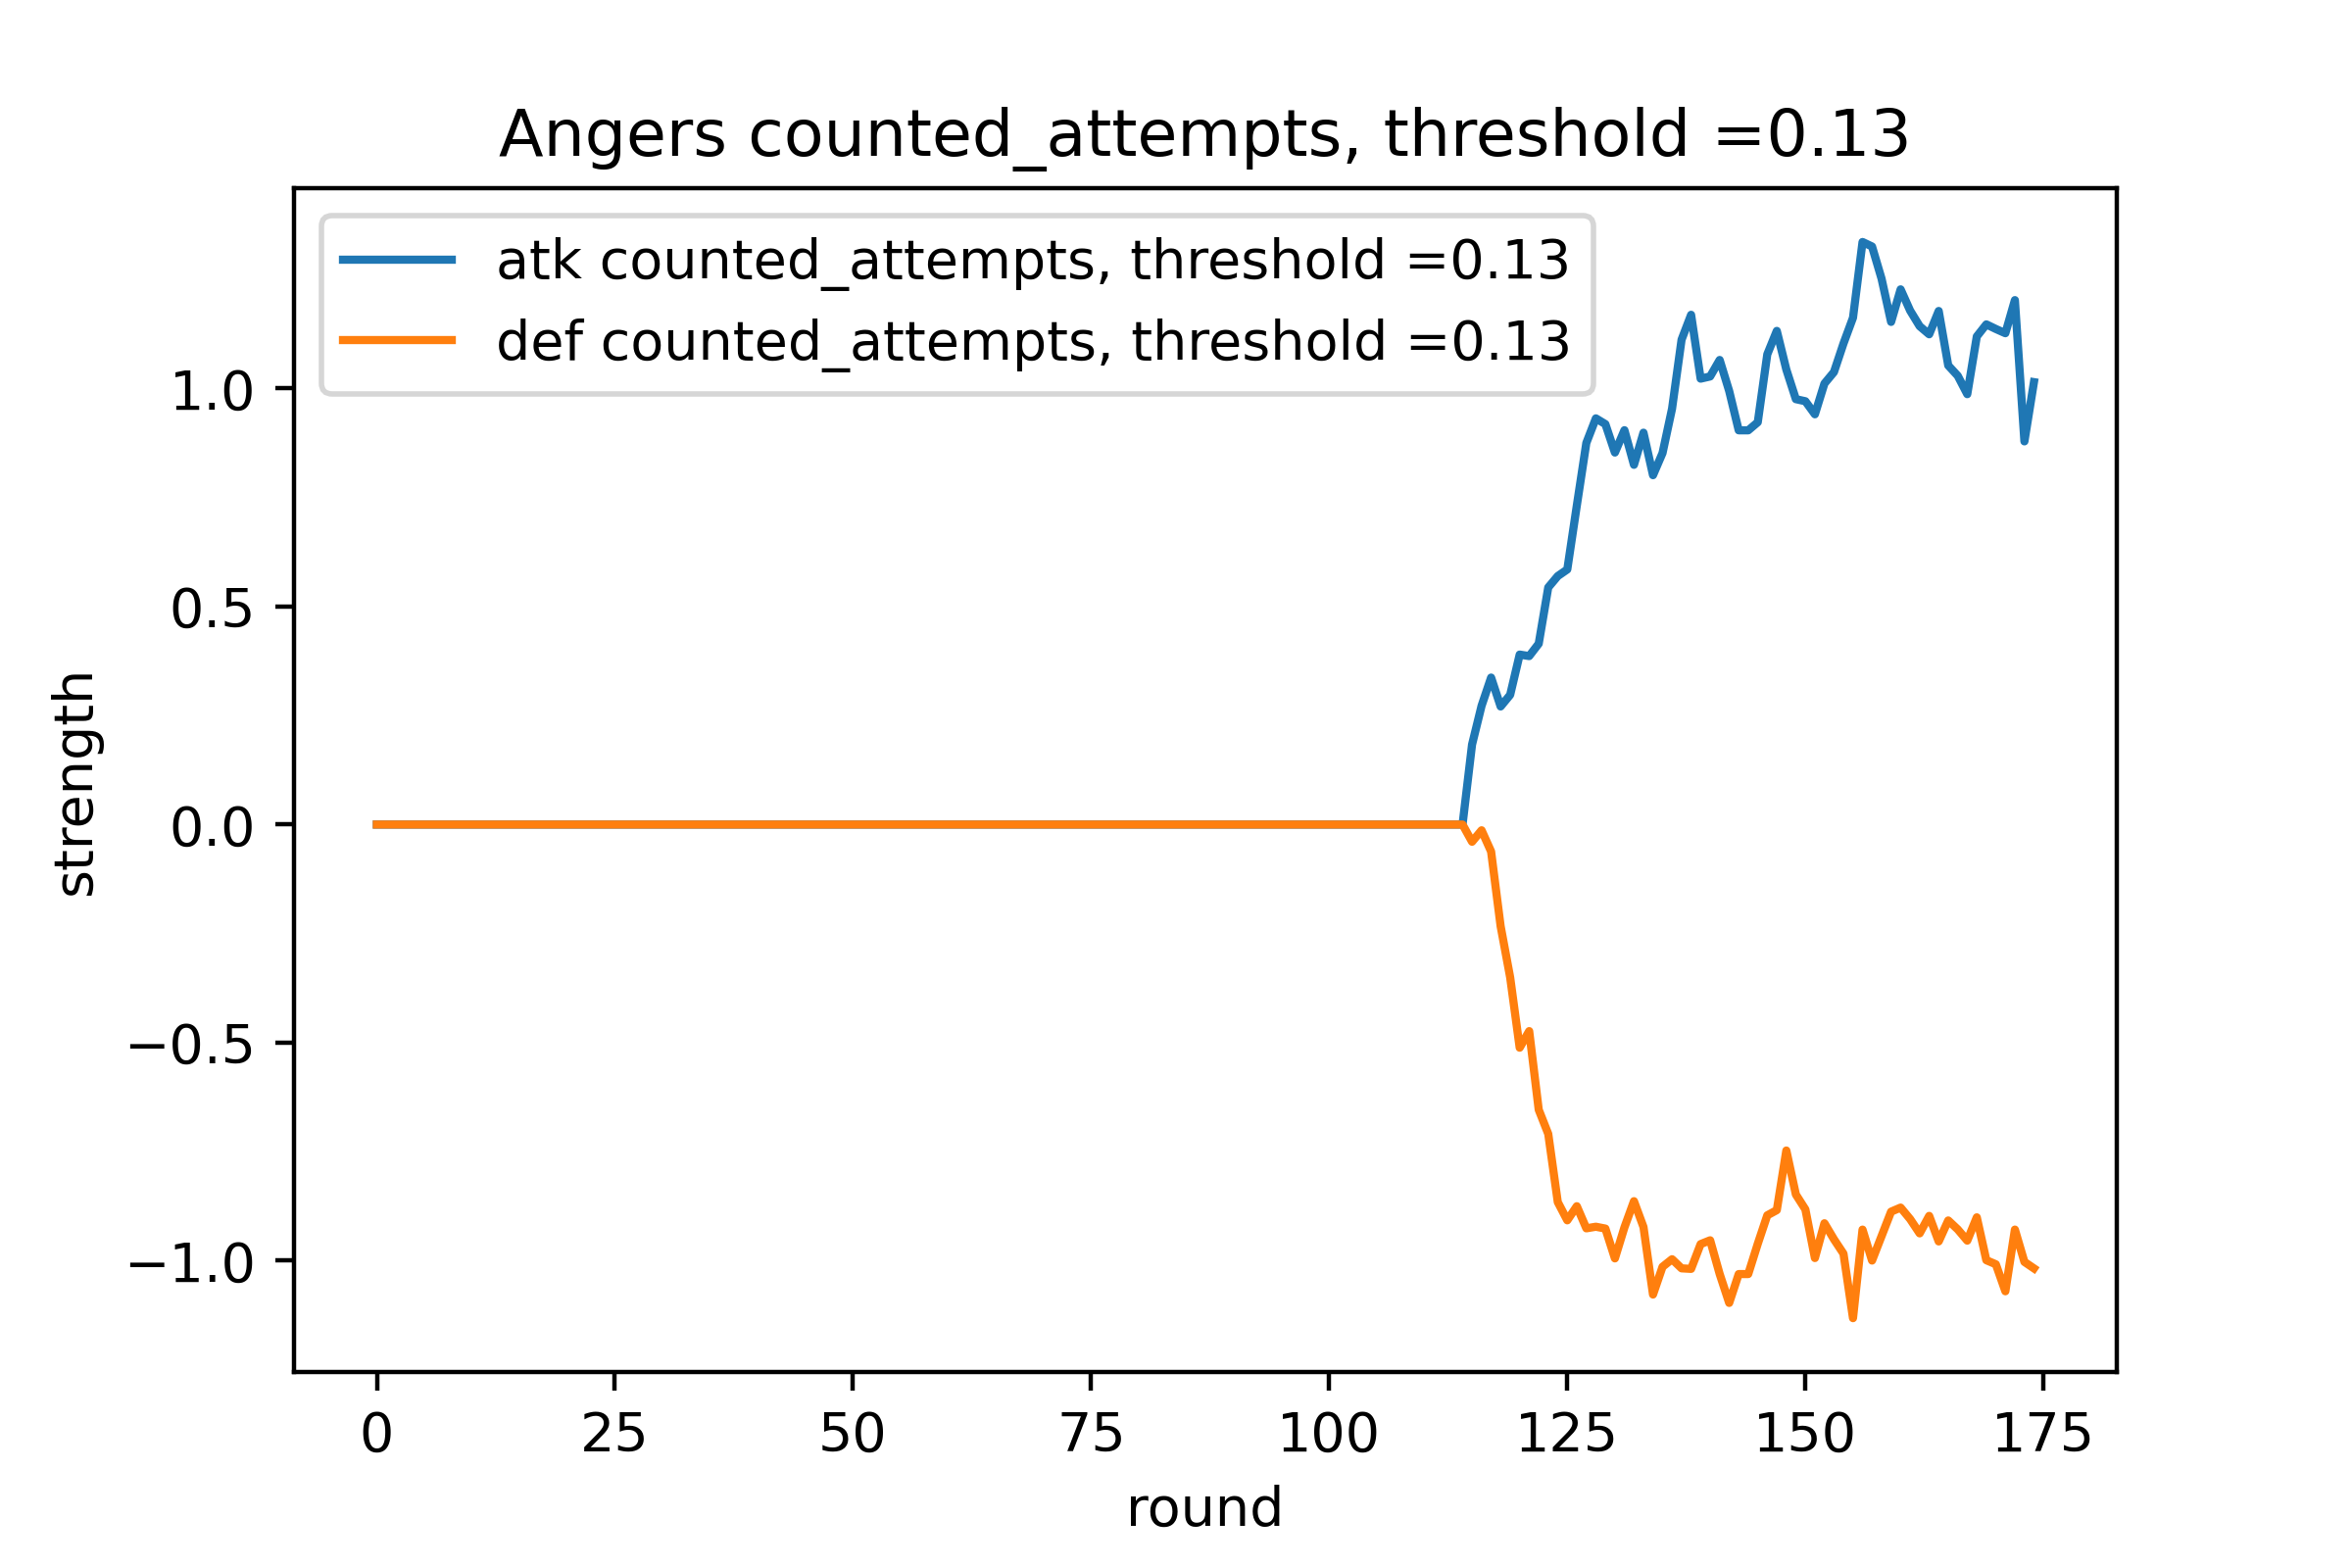 Angers counted_attempts, threshold =0.13
atk counted_attempts, threshold =0.13
def counted_attempts, threshold =0.13
1.0
0.5
0.0
−0.5
−1.0
strength
0 25 50 75 100 125 150 175
round